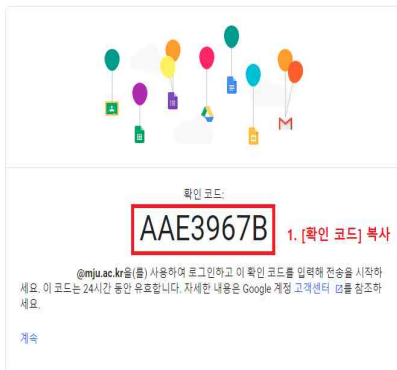 확인 코드:
AAE3967B
1. [확인 코드] 복사
@mju.ac.kr을(를) 사용하여 로그인하고 이 확인 코드를 입력해 전송을 시작하
세요. 이 코드는 24시간 동안 유효합니다. 자세한 내용은 Google 계정 고객센터 를 참조하
세요.
계속